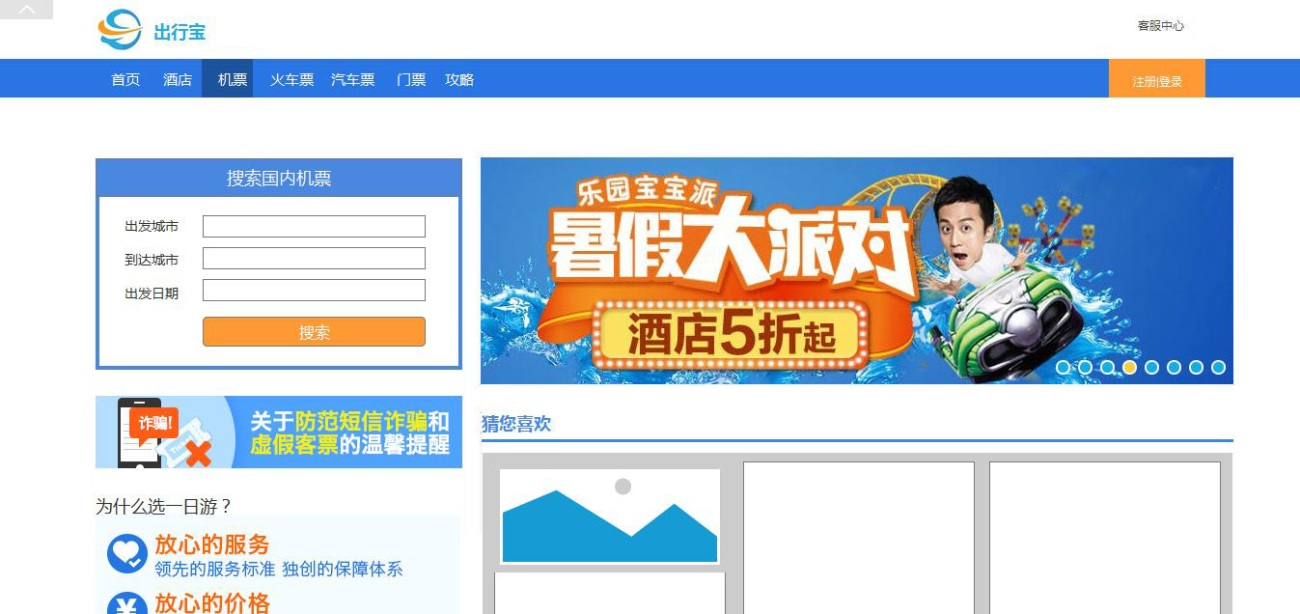 出行宝
客服中心
首页 酒店 机票 火车票 汽车票 门票 攻略
注册|登录
搜索国内机票
出发城市
到达城市
出发日期
搜索
乐园宝宝派
暑假大派对
酒店5折起
诈骗!
关于防范短信诈骗和
虚假客票的温馨提醒
猜您喜欢
为什么选一日游？
放心的服务
领先的服务标准 独创的保障体系
放心的价格